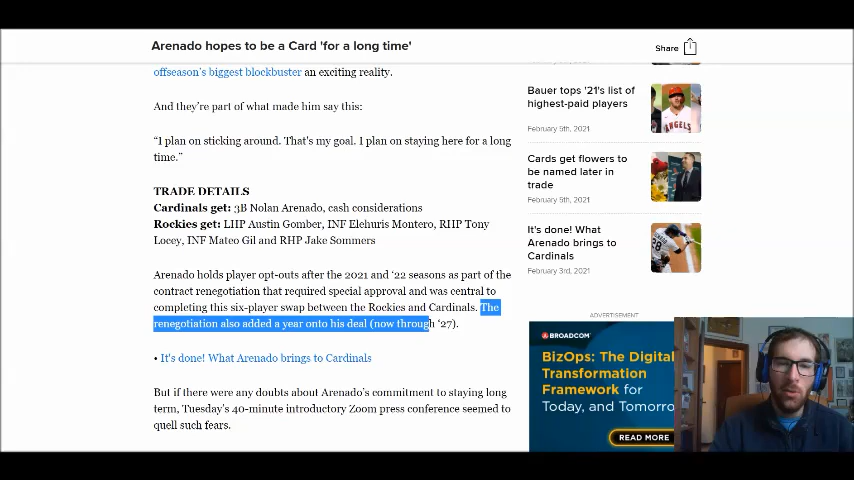 Arenado hopes to be a Card 'for a long time'
Share
offseason's biggest blockbuster an exciting reality.
And they're part of what made him say this:
“I plan on sticking around. That's my goal. I plan on staying here for a long
time.”
TRADE DETAILS
Cardinals get: 3B Nolan Arenado, cash considerations
Rockies get: LHP Austin Gomber, INF Elehuris Montero, RHP Tony
Locey, INF Mateo Gil and RHP Jake Sommers
Arenado holds player opt-outs after the 2021 and ‘22 seasons as part of the
contract renegotiation that required special approval and was central to
completing this six-player swap between the Rockies and Cardinals. The
renegotiation also added a year onto his deal (now through ‘27).
• It's done! What Arenado brings to Cardinals
But if there were any doubts about Arenado’s commitment to staying long
term, Tuesday’s 40-minute introductory Zoom press conference seemed to
quell such fears.
Bauer tops '21's list of
highest-paid players
February 5th, 2021
ANGELS
Cards get flowers to
be named later in
trade
February 5th, 2021
It's done! What
Arenado brings to
Cardinals
February 3rd, 2021
28
ADVERTISEMENT
BROADCOM
BizOps: The Digital
Transformation
Framework for
Today, and Tomorro
READ MORE